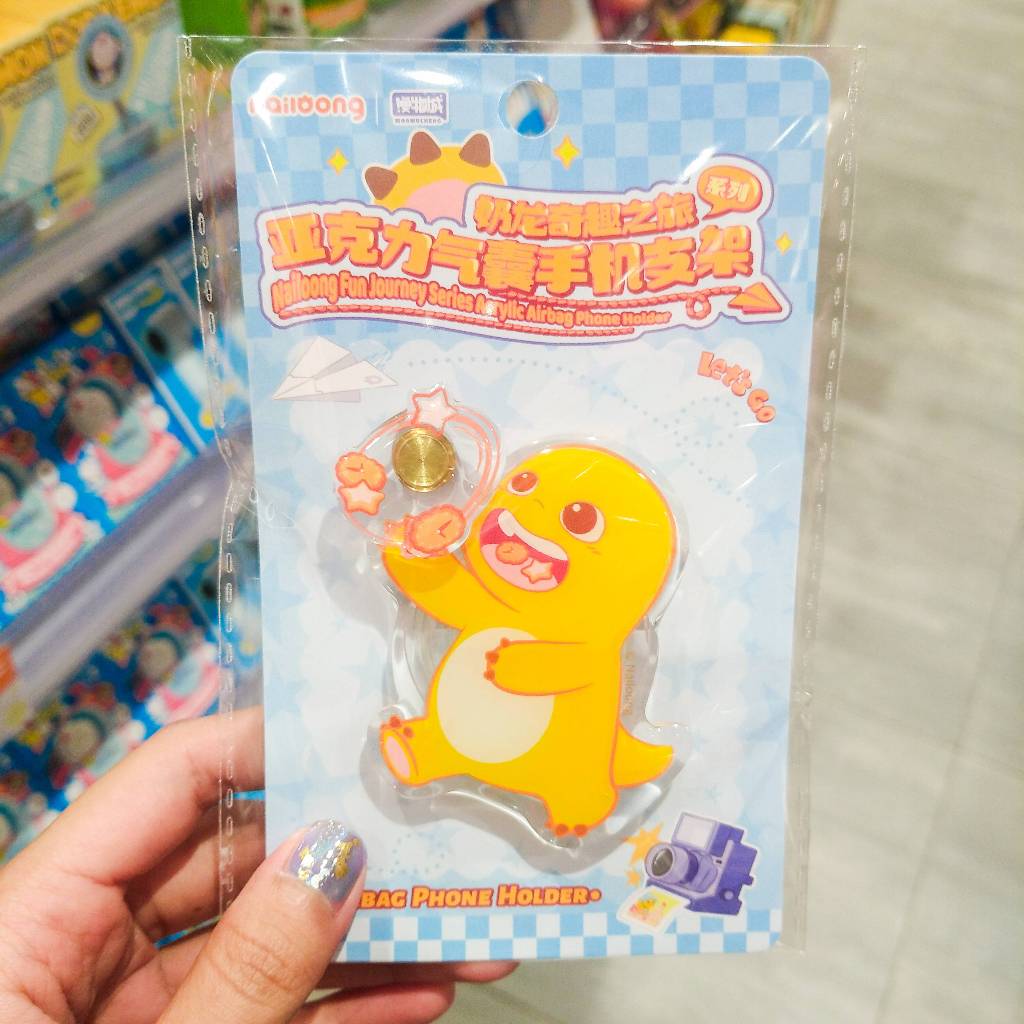 nailoong
奶龙奇趣之旅 系列
亚克力气囊手机支架
Nailoong Fun Journey Series Acrylic Airbag Phone Holder
Let's Go
Nailoong
BAG PHONE HOLDER